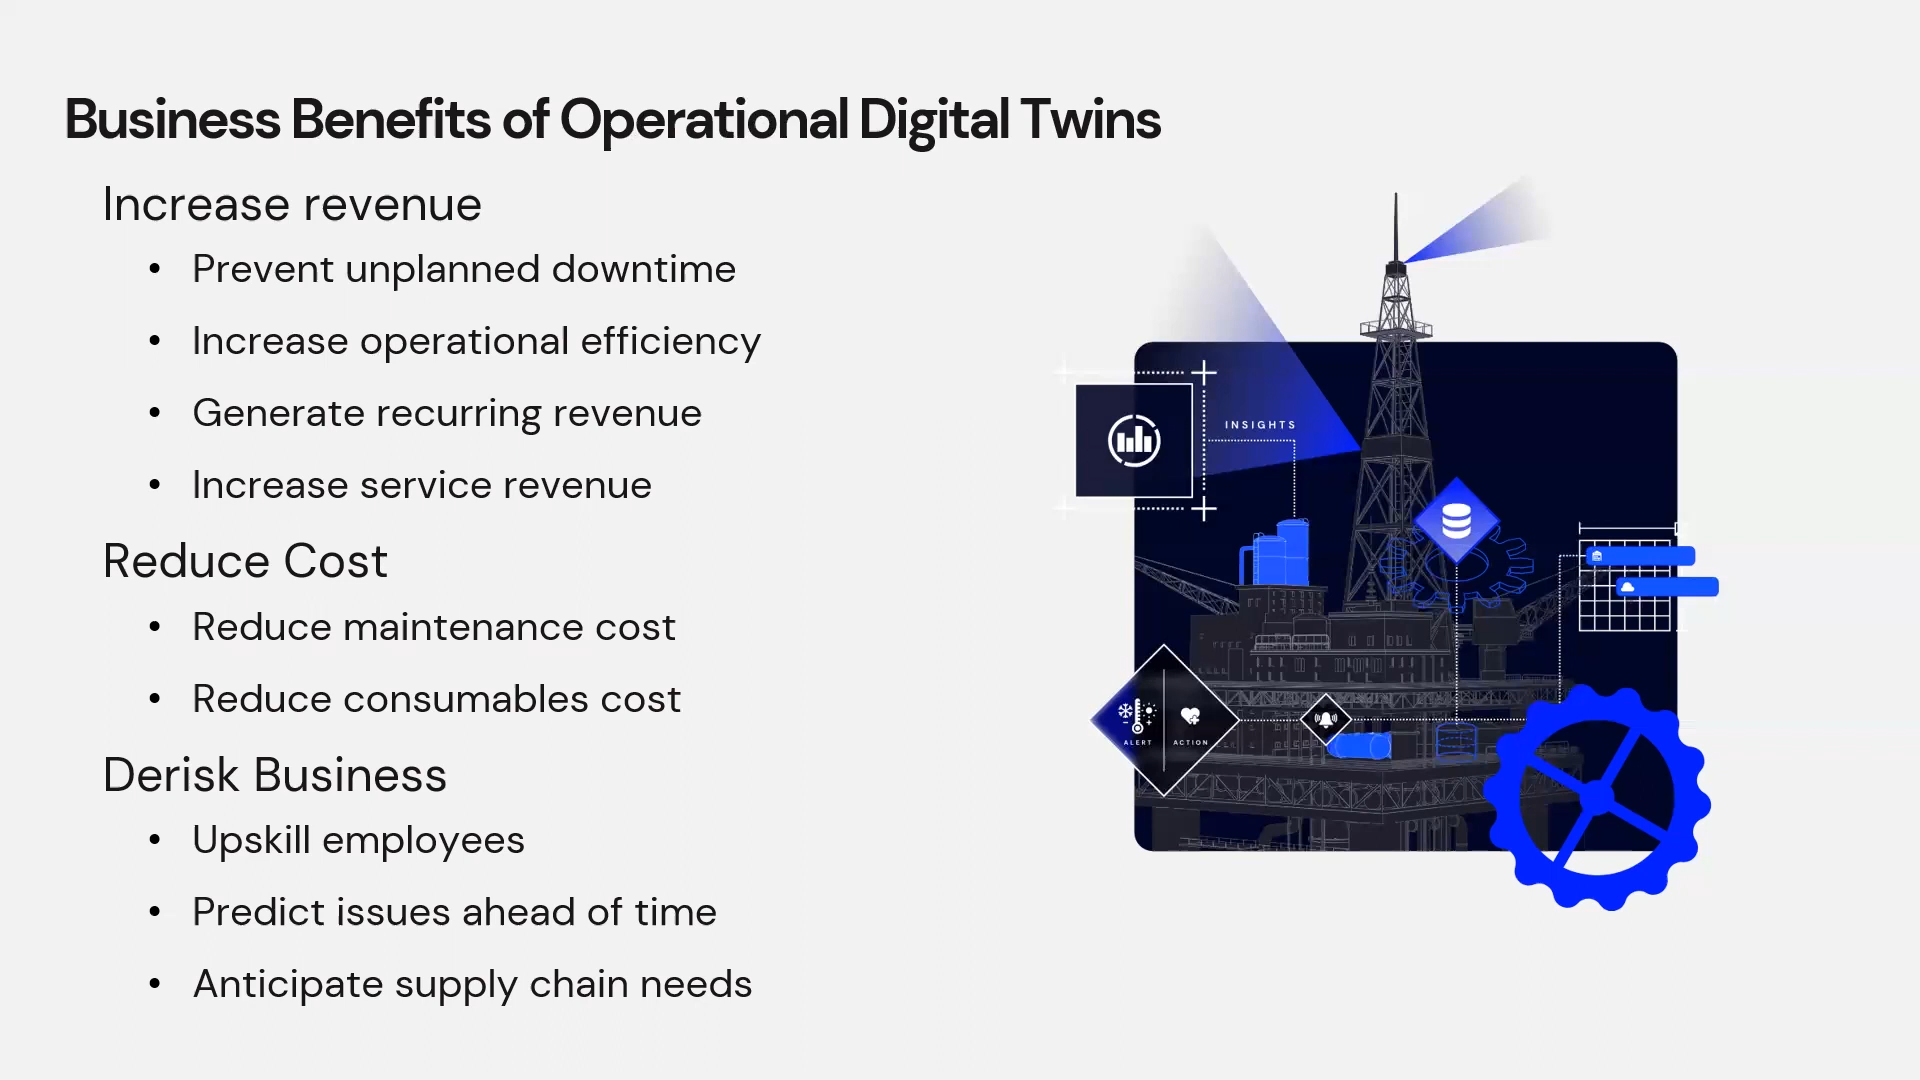 Business Benefits of Operational Digital Twins
Increase revenue
• Prevent unplanned downtime
• Increase operational efficiency
• Generate recurring revenue
• Increase service revenue
Reduce Cost
• Reduce maintenance cost
• Reduce consumables cost
Derisk Business
• Upskill employees
• Predict issues ahead of time
• Anticipate supply chain needs
INSIGHTS
ALERT
ACTION